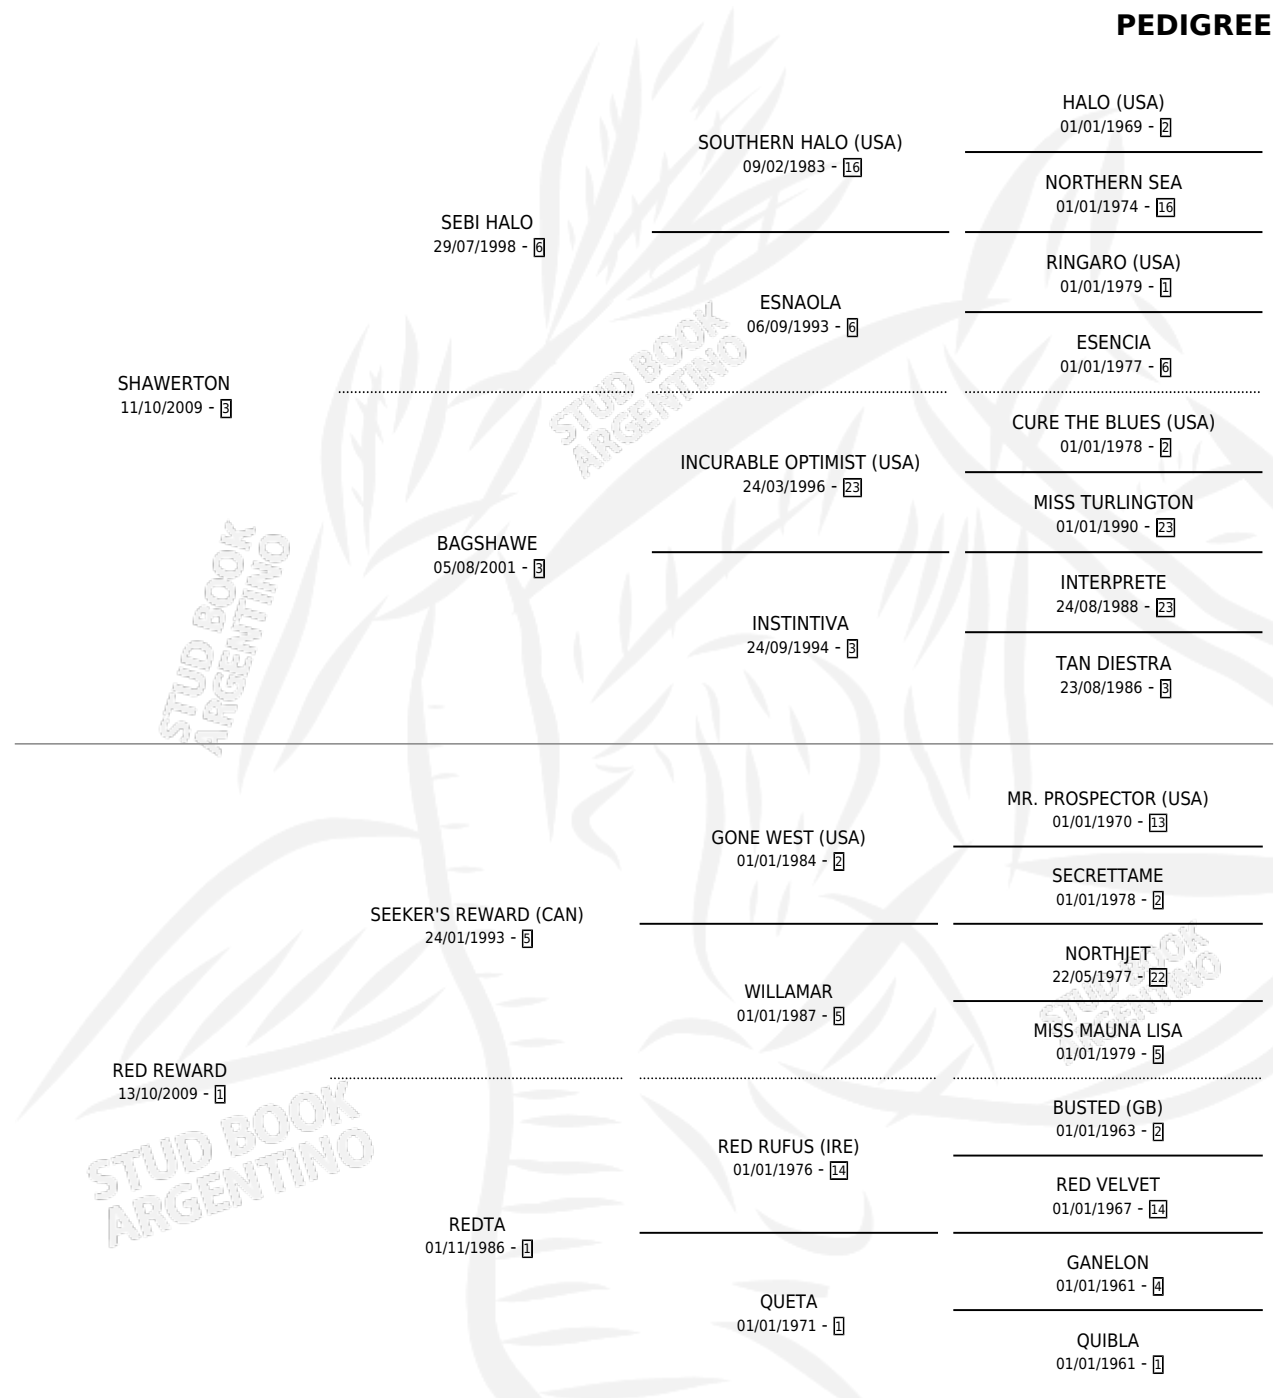 PEDIGREE
HALO (USA)
01/01/1969 - 2
SOUTHERN HALO (USA)
09/02/1983 - 16
NORTHERN SEA
01/01/1974 - 16
SEBI HALO
29/07/1998 - 6
RINGARO (USA)
01/01/1979 - 1
ESNAOLA
06/09/1993 - 6
ESENCIA
01/01/1977 - 6
SHAWERTON
11/10/2009 - 3
CURE THE BLUES (USA)
01/01/1978 - 2
INCURABLE OPTIMIST (USA)
24/03/1996 - 23
MISS TURLINGTON
01/01/1990 - 23
BAGSHAWE
05/08/2001 - 3
INTERPRETE
24/08/1988 - 23
INSTINTIVA
24/09/1994 - 3
TAN DIESTRA
23/08/1986 - 3
MR. PROSPECTOR (USA)
01/01/1970 - 13
GONE WEST (USA)
01/01/1984 - 2
SECRETTAME
01/01/1978 - 2
SEEKER'S REWARD (CAN)
24/01/1993 - 5
NORTHJET
22/05/1977 - 22
WILLAMAR
01/01/1987 - 5
MISS MAUNA LISA
01/01/1979 - 5
RED REWARD
13/10/2009 - 1
BUSTED (GB)
01/01/1963 - 2
RED RUFUS (IRE)
01/01/1976 - 14
RED VELVET
01/01/1967 - 14
REDTA
01/11/1986 - 1
GANELON
01/01/1961 - 4
QUETA
01/01/1971 - 1
QUIBLA
01/01/1961 - 1
STUD BOOK
ARGENTINO
STUD BOOK
ARGENTINO
STUD BOOK
ARGENTINO
STUD BOOK
ARGENTINO